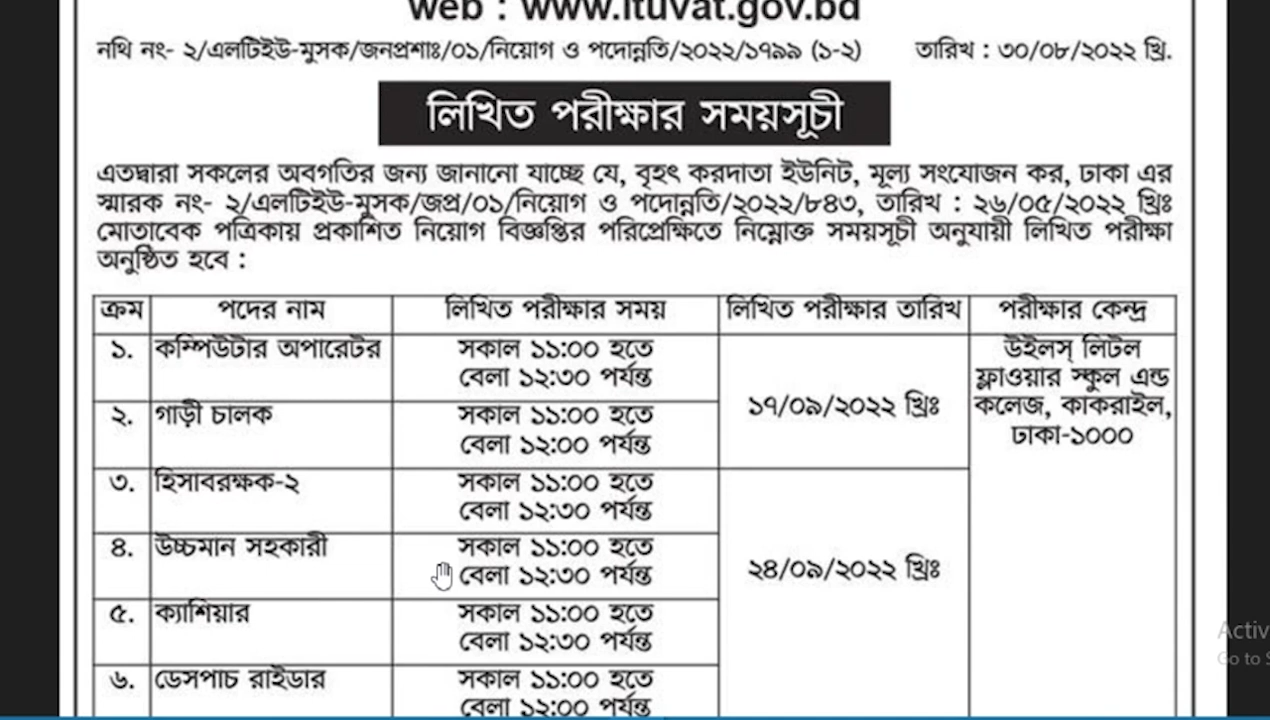 web : www.ltuvat.gov.bd
নথি নং- ২/এলটিইউ-মুসক/জনপ্রশাঃ/০১/নিয়োগ ও পদোন্নতি/২০২২/১৭৯৯ (১-২) তারিখ : ৩০/০৮/২০২২ খ্রি.
লিখিত পরীক্ষার সময়সূচী
এতদ্বারা সকলের অবগতির জন্য জানানো যাচ্ছে যে, বৃহৎ করদাতা ইউনিট, মূল্য সংযোজন কর, ঢাকা এর
স্মারক নং- ২/এলটিইউ-মুসক/জপ্র/০১/নিয়োগ ও পদোন্নতি/২০২২/৮৪৩, তারিখ : ২৬/০৫/২০২২ খ্রিঃ
মোতাবেক পত্রিকায় প্রকাশিত নিয়োগ বিজ্ঞপ্তির পরিপ্রেক্ষিতে নিম্নোক্ত সময়সূচী অনুযায়ী লিখিত পরীক্ষা
অনুষ্ঠিত হবে :
ক্রম পদের নাম লিখিত পরীক্ষার সময় লিখিত পরীক্ষার তারিখ পরীক্ষার কেন্দ্র
১. কম্পিউটার অপারেটর সকাল ১১:০০ হতে
বেলা ১২:৩০ পর্যন্ত
১৭/০৯/২০২২ খ্রিঃ
উইলস্ লিটল
ফ্লাওয়ার স্কুল এন্ড
কলেজ, কাকরাইল,
ঢাকা-১০০০
২. গাড়ী চালক সকাল ১১:০০ হতে
বেলা ১২:০০ পর্যন্ত
৩. হিসাবরক্ষক-২ সকাল ১১:০০ হতে
বেলা ১২:৩০ পর্যন্ত
২৪/০৯/২০২২ খ্রিঃ
৪. উচ্চমান সহকারী সকাল ১১:০০ হতে
বেলা ১২:৩০ পর্যন্ত
৫. ক্যাশিয়ার সকাল ১১:০০ হতে
বেলা ১২:৩০ পর্যন্ত
৬. ডেসপাচ রাইডার সকাল ১১:০০ হতে
বেলা ১২:০০ পর্যন্ত
Activ
Go to S